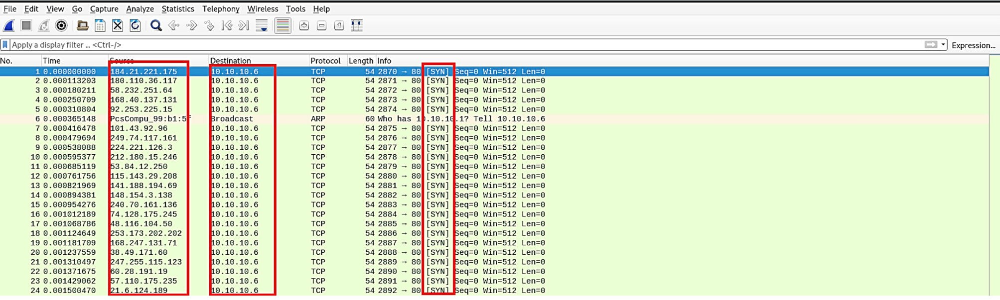 File Edit View Go Capture Analyze Statistics Telephony Wireless Tools Help
Apply a display filter ... <Ctrl-/> Expression...
No. Time Source Destination Protocol Length Info
1 0.000000000 184.21.221.175 10.10.10.6 TCP 54 2870 → 80 [SYN] Seq=0 Win=512 Len=0
2 0.000113203 180.110.36.117 10.10.10.6 TCP 54 2871 → 80 [SYN] Seq=0 Win=512 Len=0
3 0.000180211 58.232.251.64 10.10.10.6 TCP 54 2872 → 80 [SYN] Seq=0 Win=512 Len=0
4 0.000250709 168.40.137.131 10.10.10.6 TCP 54 2873 → 80 [SYN] Seq=0 Win=512 Len=0
5 0.000310804 92.253.225.15 10.10.10.6 TCP 54 2874 → 80 [SYN] Seq=0 Win=512 Len=0
6 0.000365148 PcsCompu_99:b1:5f Broadcast ARP 60 Who has 10.10.10.1? Tell 10.10.10.6
7 0.000416478 101.43.92.96 10.10.10.6 TCP 54 2875 → 80 [SYN] Seq=0 Win=512 Len=0
8 0.000479694 249.74.117.161 10.10.10.6 TCP 54 2876 → 80 [SYN] Seq=0 Win=512 Len=0
9 0.000538088 224.221.126.3 10.10.10.6 TCP 54 2877 → 80 [SYN] Seq=0 Win=512 Len=0
10 0.000595377 212.180.15.246 10.10.10.6 TCP 54 2878 → 80 [SYN] Seq=0 Win=512 Len=0
11 0.000685119 53.84.12.250 10.10.10.6 TCP 54 2879 → 80 [SYN] Seq=0 Win=512 Len=0
12 0.000761756 115.143.29.208 10.10.10.6 TCP 54 2880 → 80 [SYN] Seq=0 Win=512 Len=0
13 0.000821969 141.188.194.69 10.10.10.6 TCP 54 2881 → 80 [SYN] Seq=0 Win=512 Len=0
14 0.000894381 148.154.3.138 10.10.10.6 TCP 54 2882 → 80 [SYN] Seq=0 Win=512 Len=0
15 0.000954276 240.70.161.136 10.10.10.6 TCP 54 2883 → 80 [SYN] Seq=0 Win=512 Len=0
16 0.001012189 74.128.175.245 10.10.10.6 TCP 54 2884 → 80 [SYN] Seq=0 Win=512 Len=0
17 0.001068786 48.116.104.50 10.10.10.6 TCP 54 2885 → 80 [SYN] Seq=0 Win=512 Len=0
18 0.001124649 253.173.202.202 10.10.10.6 TCP 54 2886 → 80 [SYN] Seq=0 Win=512 Len=0
19 0.001181709 168.247.131.71 10.10.10.6 TCP 54 2887 → 80 [SYN] Seq=0 Win=512 Len=0
20 0.001237559 38.49.171.60 10.10.10.6 TCP 54 2888 → 80 [SYN] Seq=0 Win=512 Len=0
21 0.001310497 247.255.115.123 10.10.10.6 TCP 54 2889 → 80 [SYN] Seq=0 Win=512 Len=0
22 0.001371675 60.28.191.19 10.10.10.6 TCP 54 2890 → 80 [SYN] Seq=0 Win=512 Len=0
23 0.001429062 57.110.175.235 10.10.10.6 TCP 54 2891 → 80 [SYN] Seq=0 Win=512 Len=0
24 0.001500470 21.6.124.189 10.10.10.6 TCP 54 2892 → 80 [SYN] Seq=0 Win=512 Len=0